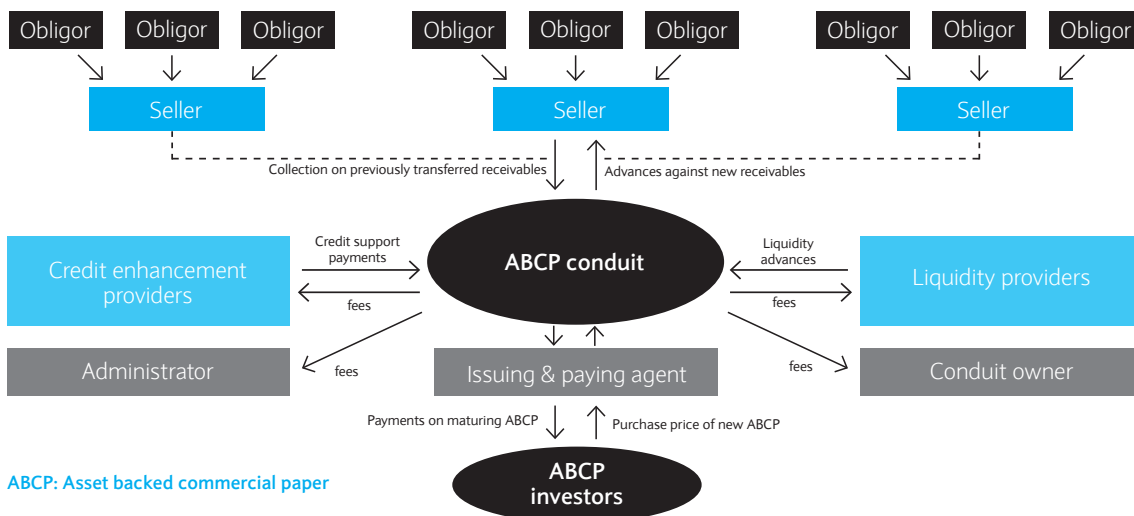 Obligor Obligor Obligor Obligor Obligor Obligor Obligor Obligor Obligor
Seller Seller Seller
Collection on previously transferred receivables
Advances against new receivables
Credit enhancement
providers
Credit support
payments
fees
ABCP conduit
Liquidity
advances
fees
Liquidity providers
Administrator
fees
Issuing & paying agent
fees
Conduit owner
Payments on maturing ABCP
Purchase price of new ABCP
ABCP
investors
ABCP: Asset backed commercial paper